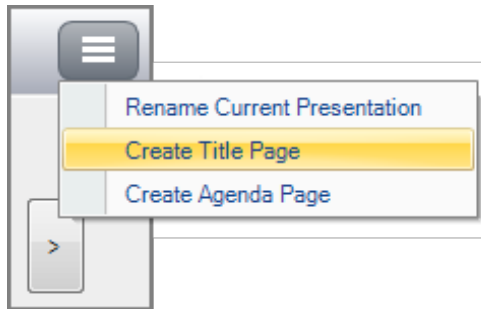 Rename Current Presentation
Create Title Page
Create Agenda Page
>